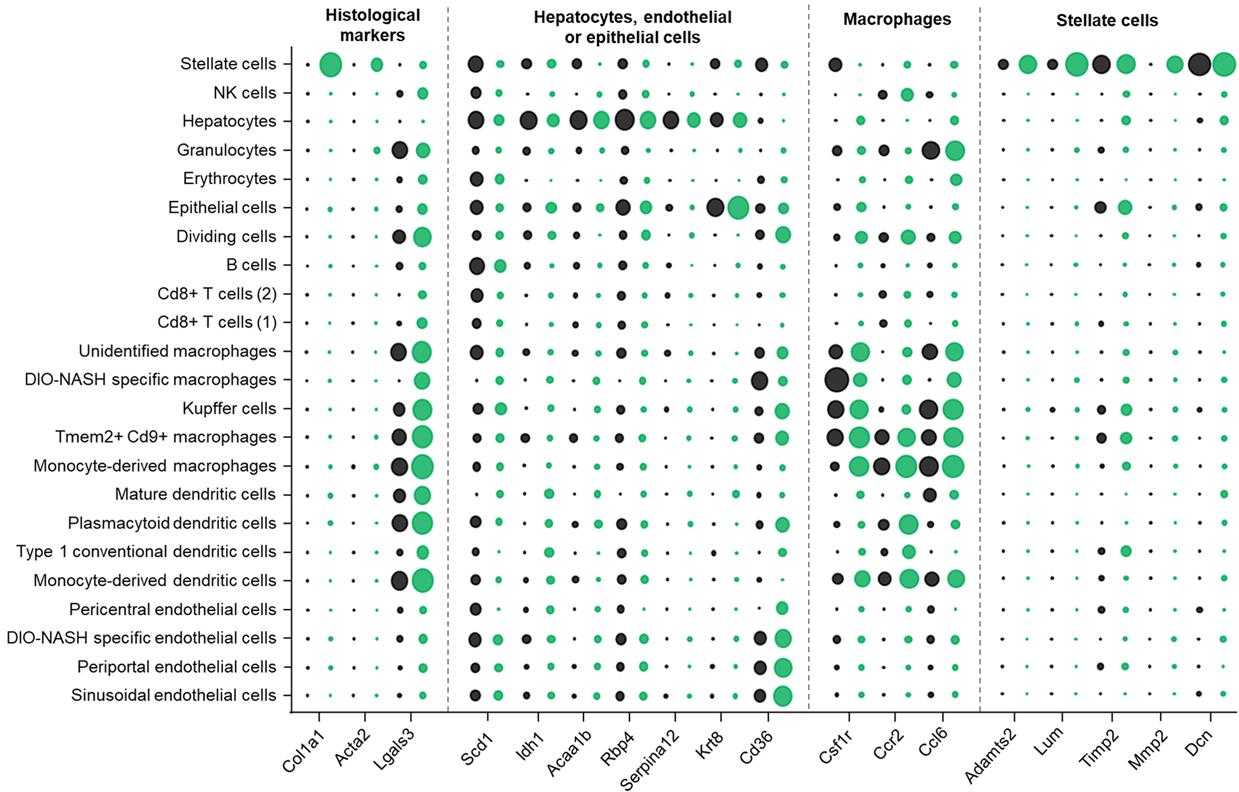 Histological
markers
Hepatocytes, endothelial
or epithelial cells
Macrophages
Stellate cells
Stellate cells
NK cells
Hepatocytes
Granulocytes
Erythrocytes
Epithelial cells
Dividing cells
B cells
Cd8+ T cells (2)
Cd8+ T cells (1)
Unidentified macrophages
DIO-NASH specific macrophages
Kupffer cells
Tmem2+ Cd9+ macrophages
Monocyte-derived macrophages
Mature dendritic cells
Plasmacytoid dendritic cells
Type 1 conventional dendritic cells
Monocyte-derived dendritic cells
Pericentral endothelial cells
DIO-NASH specific endothelial cells
Periportal endothelial cells
Sinusoidal endothelial cells
Col1a1
Acta2
Lgals3
Scd1
Idh1
Acaa1b
Rbp4
Serpina12
Krt8
Cd36
Csf1r
Ccr2
Ccl6
Adamts2
Lum
Timp2
Mmp2
Dcn